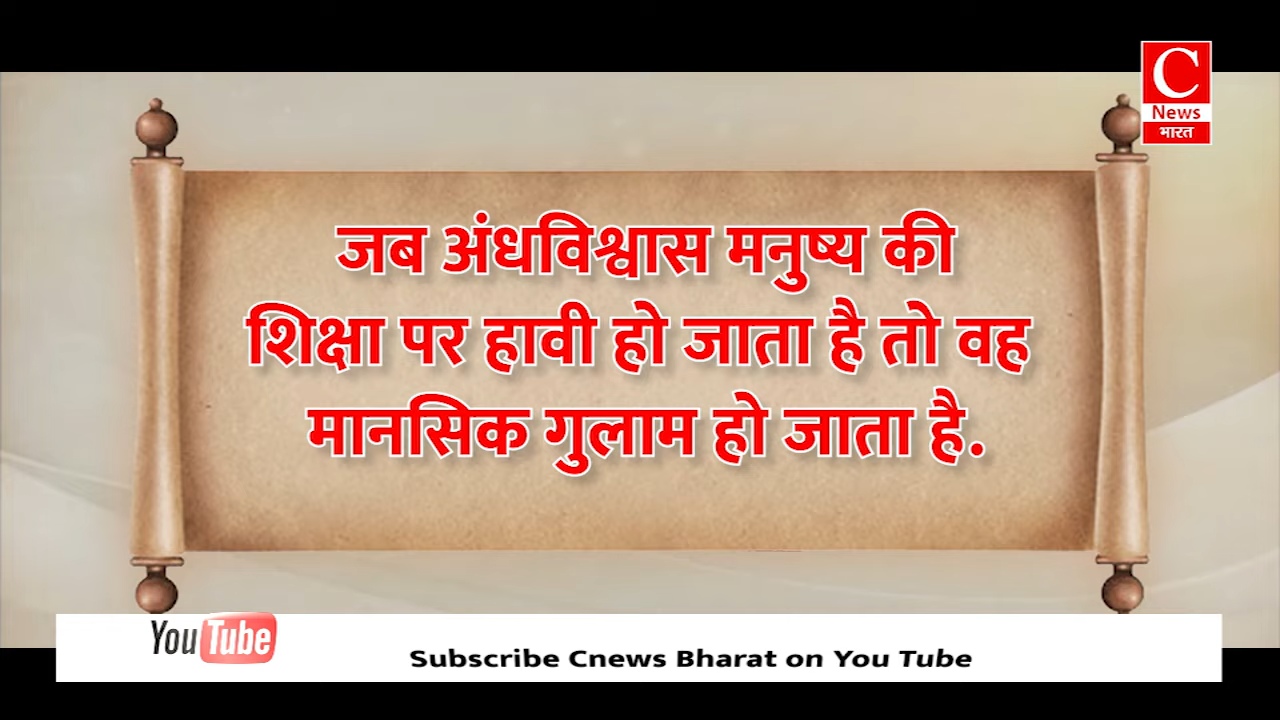 C
News
भारत
जब अंधविश्वास मनुष्य की
शिक्षा पर हावी हो जाता है तो वह
मानसिक गुलाम हो जाता है.
YouTube
Subscribe Cnews Bharat on You Tube